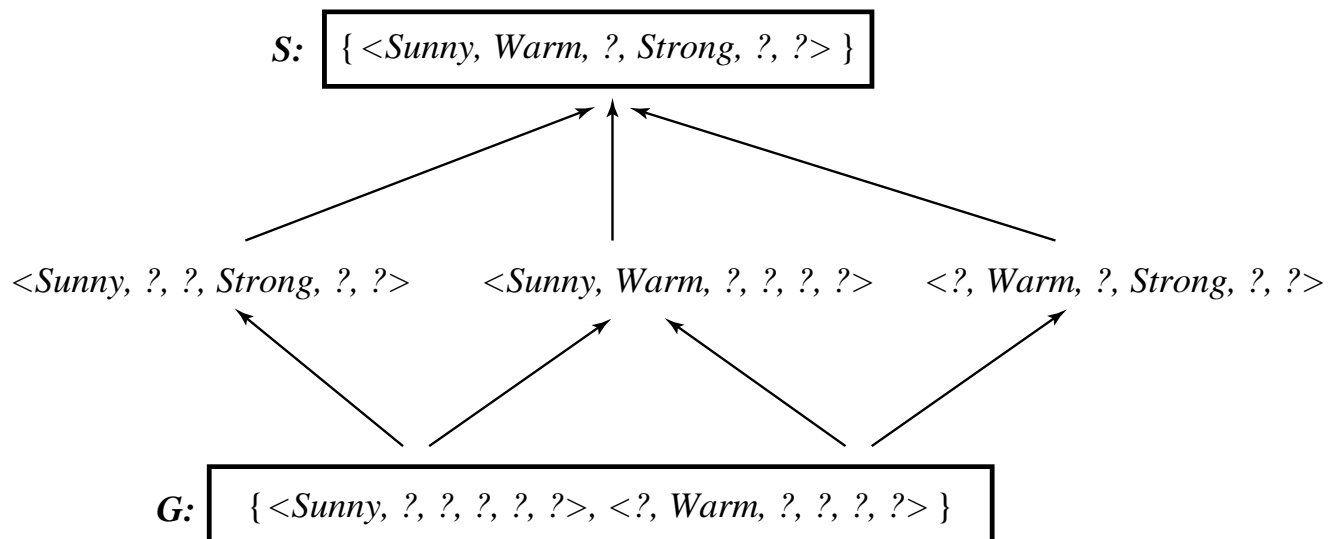 S: { <Sunny, Warm, ?, Strong, ?, ?> }
<Sunny, ?, ?, Strong, ?, ?> <Sunny, Warm, ?, ?, ?, ?> <?, Warm, ?, Strong, ?, ?>
G: { <Sunny, ?, ?, ?, ?, ?>, <?, Warm, ?, ?, ?, ?> }